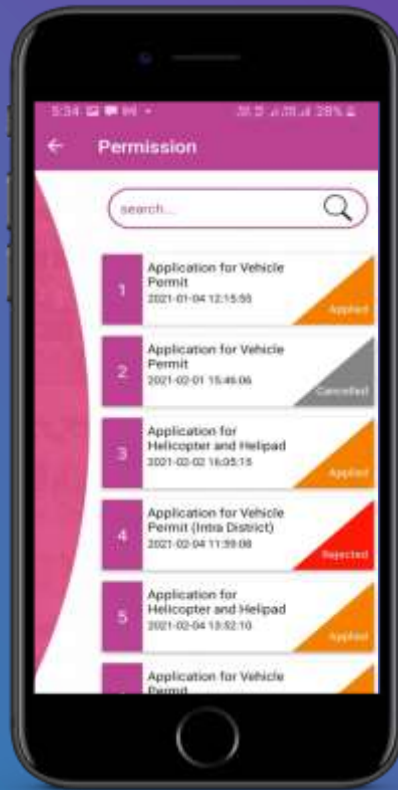 5:34
28%
Permission
search...
1
Application for Vehicle
Permit
2021-01-04 12:15:55
Applied
2
Application for Vehicle
Permit
2021-02-01 15:46:06
Cancelled
3
Application for
Helicopter and Helipad
2021-02-02 16:05:15
Applied
4
Application for Vehicle
Permit (Intra District)
2021-02-04 11:59:08
Rejected
5
Application for
Helicopter and Helipad
2021-02-04 13:52:10
Applied
Application for Vehicle
Permit